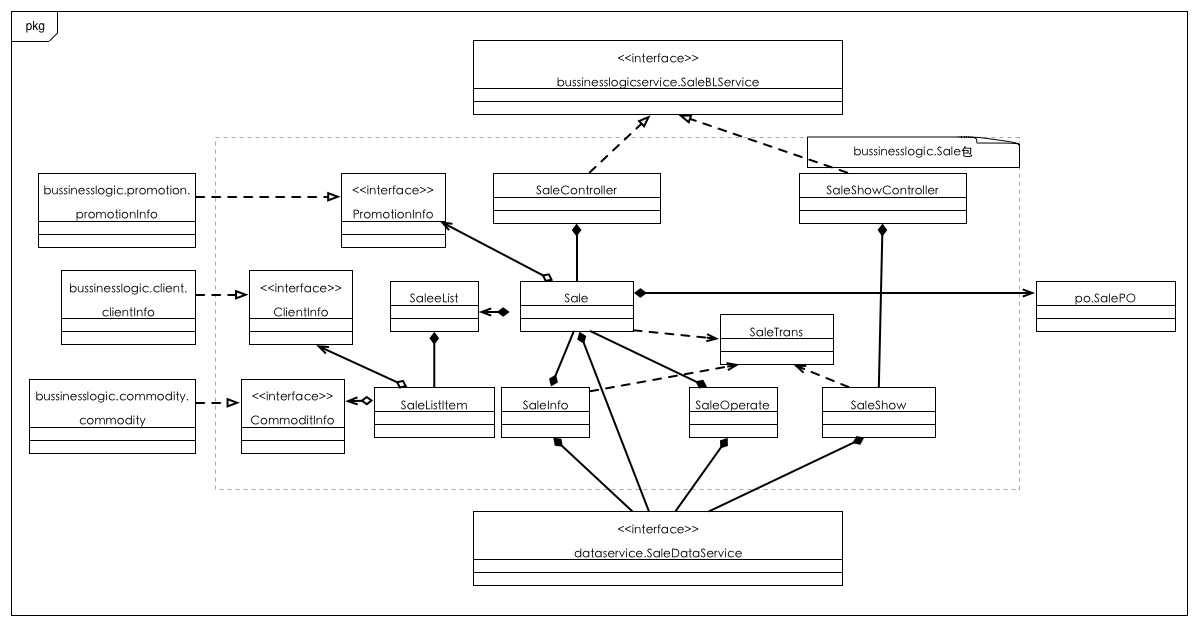 pkg
<<interface>>
bussinesslogicservice.SaleBLService
bussinesslogic.Sale包
bussinesslogic.promotion.
promotionInfo
<<interface>>
PromotionInfo
SaleController
SaleShowController
bussinesslogic.client.
clientInfo
<<interface>>
ClientInfo
SaleeList
Sale
po.SalePO
SaleTrans
bussinesslogic.commodity.
commodity
<<interface>>
CommoditInfo
SaleListItem
SaleInfo
SaleOperate
SaleShow
<<interface>>
dataservice.SaleDataService